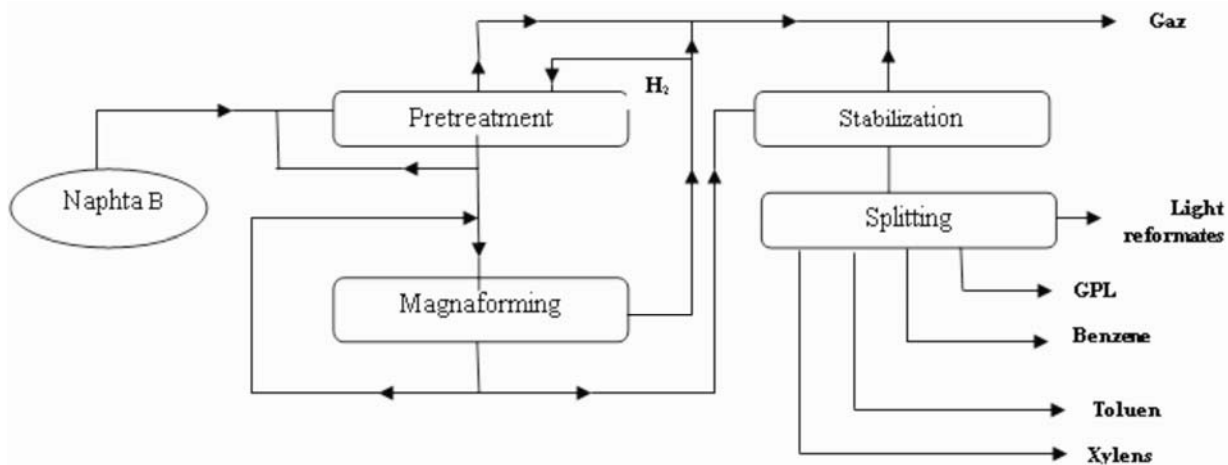 Gaz
H₂
Pretreatment
Stabilization
Naphta B
Splitting
Light
reformates
Magnaforming
GPL
Benzene
Toluen
Xylens